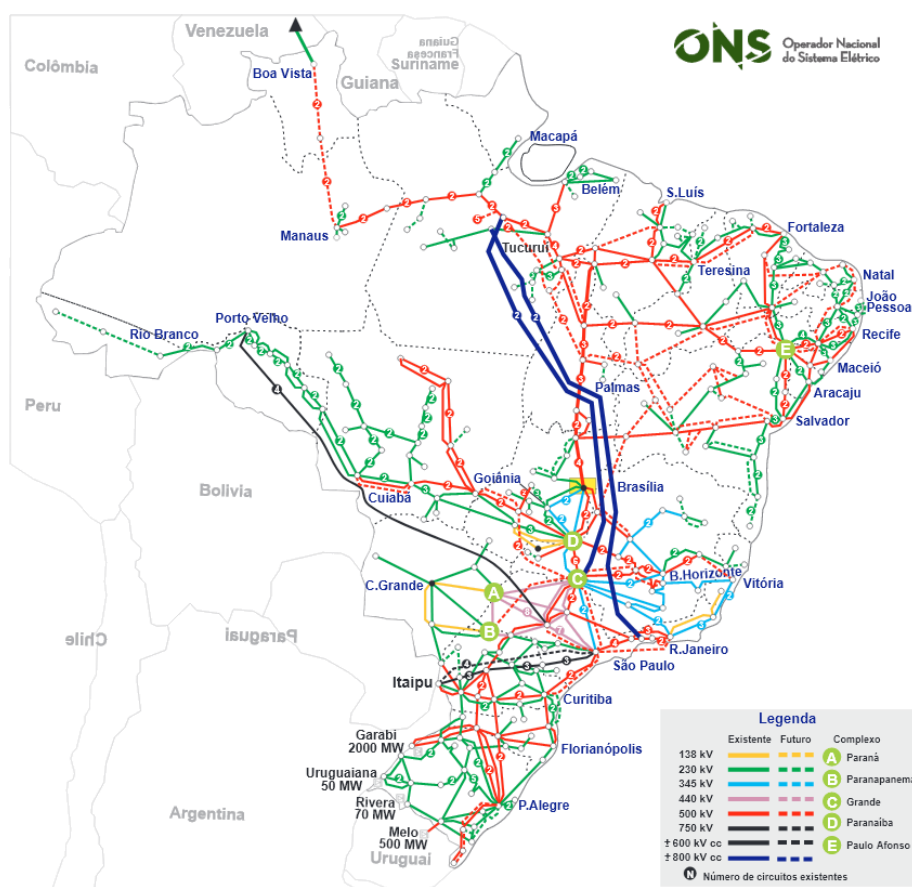 Venezuela
Guiana
Francesa
Suriname
Colômbia
Boa Vista
Guiana
ONS Operador Nacional
do Sistema Elétrico
Macapá
Belém
S.Luís
Manaus
Fortaleza
Tucuruí
Teresina
Natal
João
Pessoa
Porto Velho
Rio Branco
Recife
E
Maceió
Palmas
Aracaju
Peru
Salvador
Goiânia
Brasília
Bolivia
Cuiabá
D
C
B.Horizonte
Vitória
C.Grande
A
Paraguai
Chile
B
R.Janeiro
São Paulo
Itaipu
Curitiba
Garabi
2000 MW
Florianópolis
Uruguaiana
50 MW
Rivera
70 MW
P.Alegre
Argentina
Melo
500 MW
Uruguai
Legenda
Existente Futuro Complexo
138 kV A Paraná
230 kV B Paranapanema
345 kV
440 kV C Grande
500 kV D Paranaíba
750 kV
±600 kV cc E Paulo Afonso
±800 kV cc
N Número de circuitos existentes